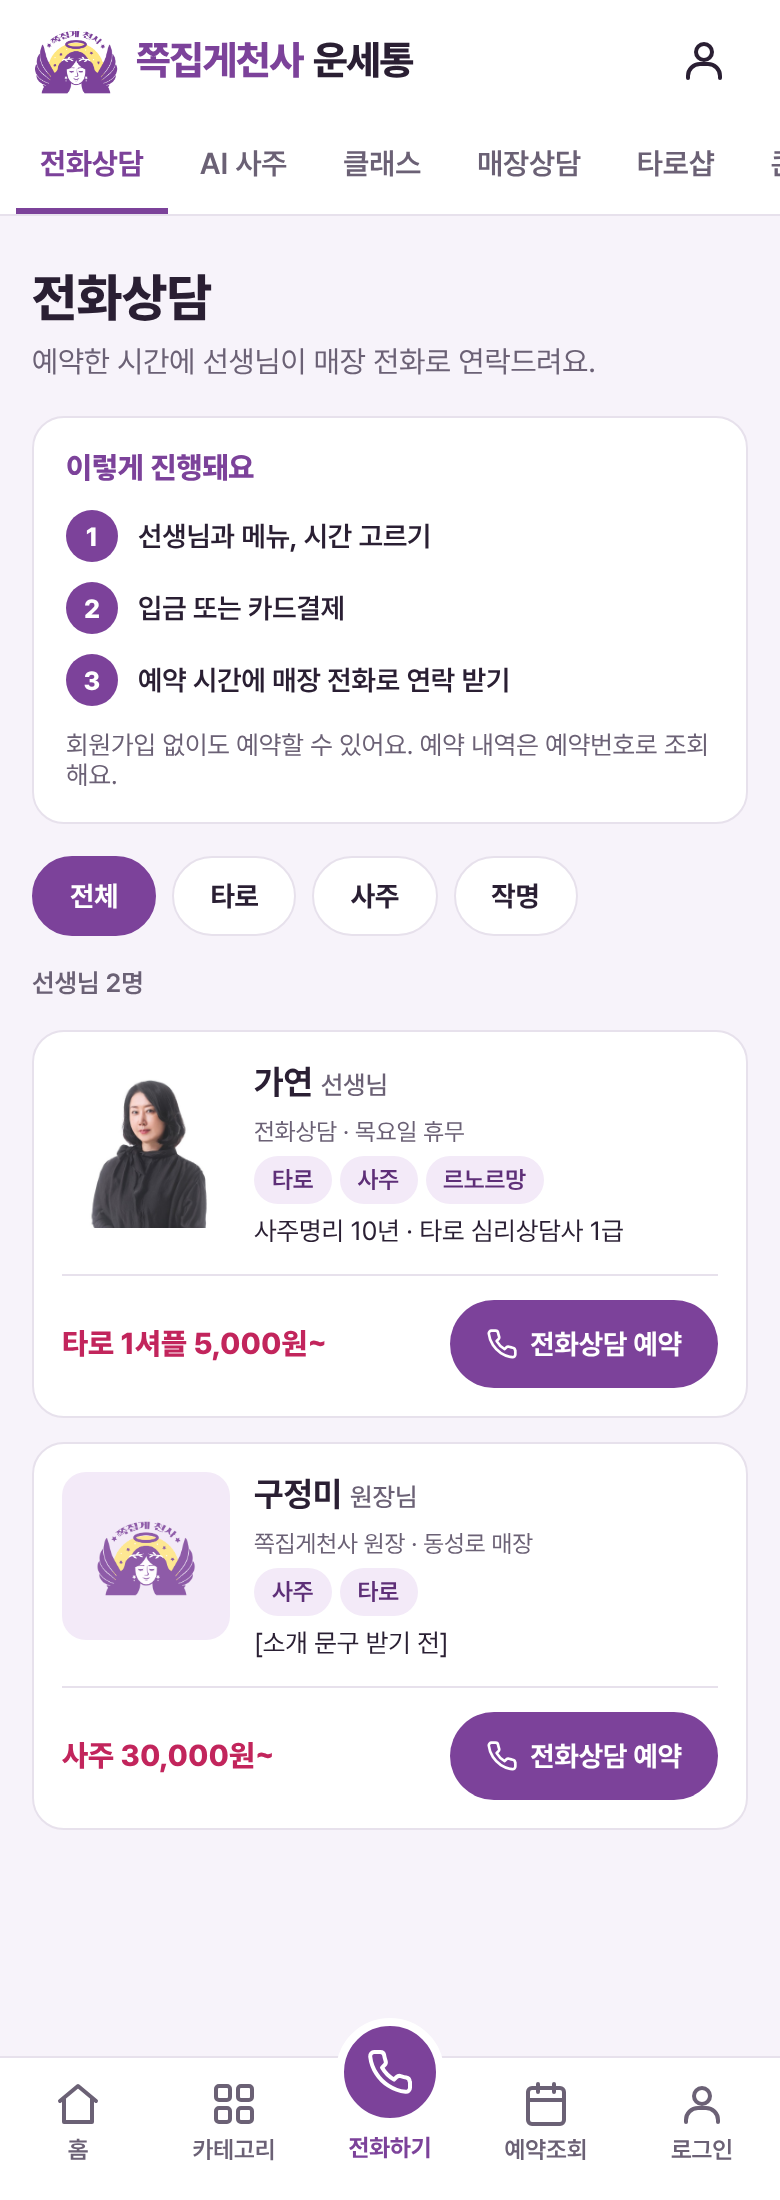 쪽집게 천사
쪽집게천사 운세통
전화상담 AI 사주 클래스 매장상담 타로샵
전화상담
예약한 시간에 선생님이 매장 전화로 연락드려요.
이렇게 진행돼요
1 선생님과 메뉴, 시간 고르기
2 입금 또는 카드결제
3 예약 시간에 매장 전화로 연락 받기
회원가입 없이도 예약할 수 있어요. 예약 내역은 예약번호로 조회
해요.
전체 타로 사주 작명
선생님 2명
가연 선생님
전화상담 · 목요일 휴무
타로 사주 르노르망
사주명리 10년 · 타로 심리상담사 1급
타로 1셔플 5,000원~ 전화상담 예약
쪽집게 천사
구정미 원장님
쪽집게천사 원장 · 동성로 매장
사주 타로
[소개 문구 받기 전]
사주 30,000원~ 전화상담 예약
홈 카테고리 전화하기 예약조회 로그인